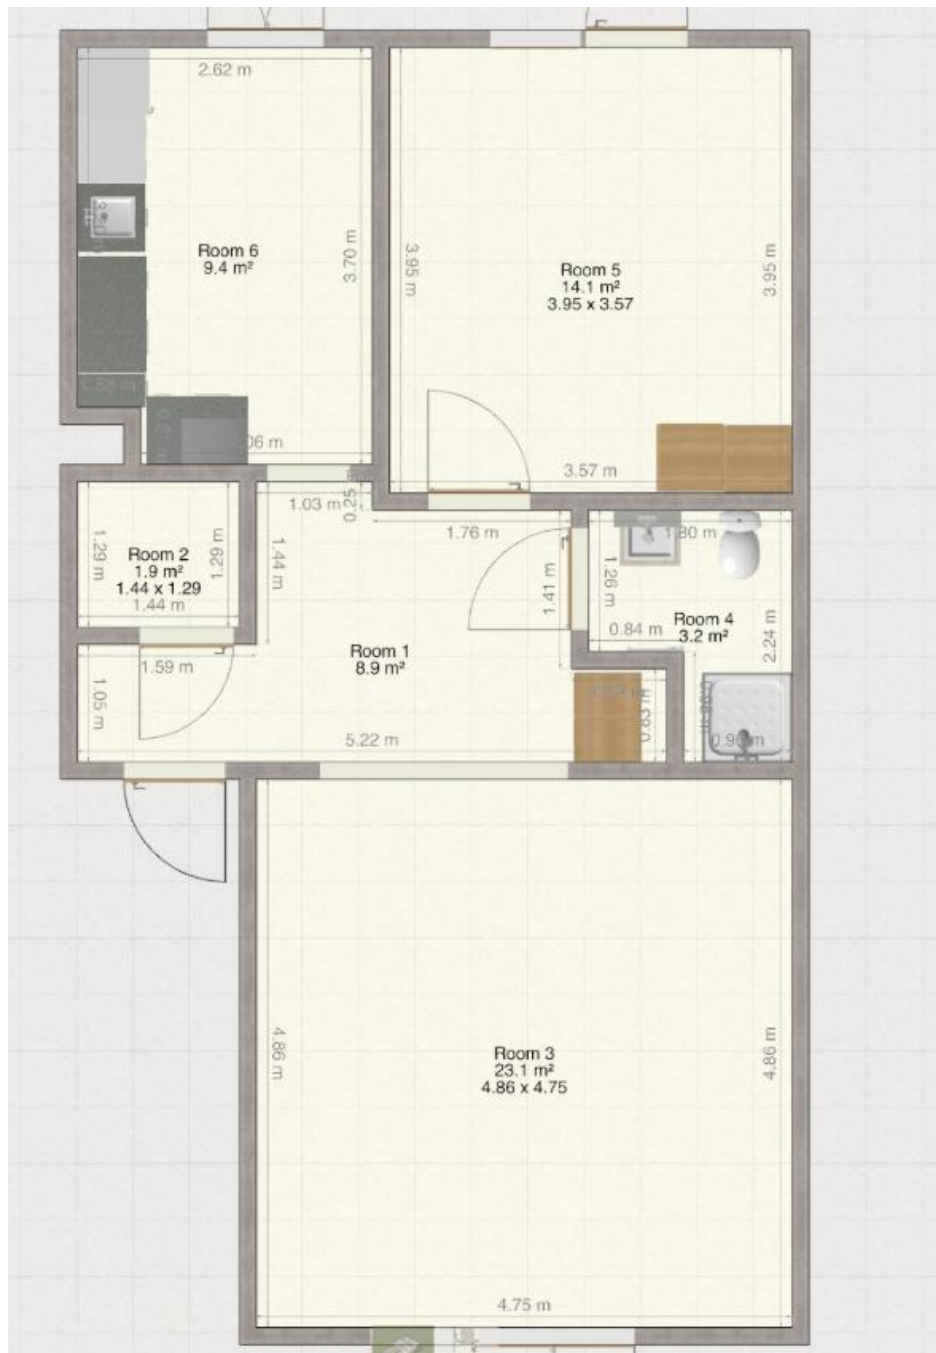 2.62 m
Room 6
9.4 m²
3.70 m
3.95 m
Room 5
14.1 m²
3.95 x 3.57
3.95 m
3.57 m
1.03 m
0.25
1.76 m
1.80 m
1.29 m
Room 2
1.9 m²
1.44 x 1.29
1.44 m
1.29 m
1.44 m
1.41 m
1.26 m
Room 4
3.2 m²
0.84 m
2.24 m
1.59 m
Room 1
8.9 m²
1.05 m
5.22 m
0.83 m
4.86 m
Room 3
23.1 m²
4.86 x 4.75
4.86 m
4.75 m